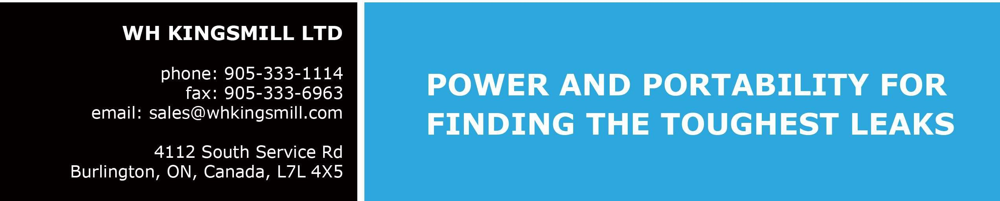 WH KINGSMILL LTD
phone: 905-333-1114
fax: 905-333-6963
email: sales@whkingsmill.com
4112 South Service Rd
Burlington, ON, Canada, L7L 4X5
POWER AND PORTABILITY FOR
FINDING THE TOUGHEST LEAKS